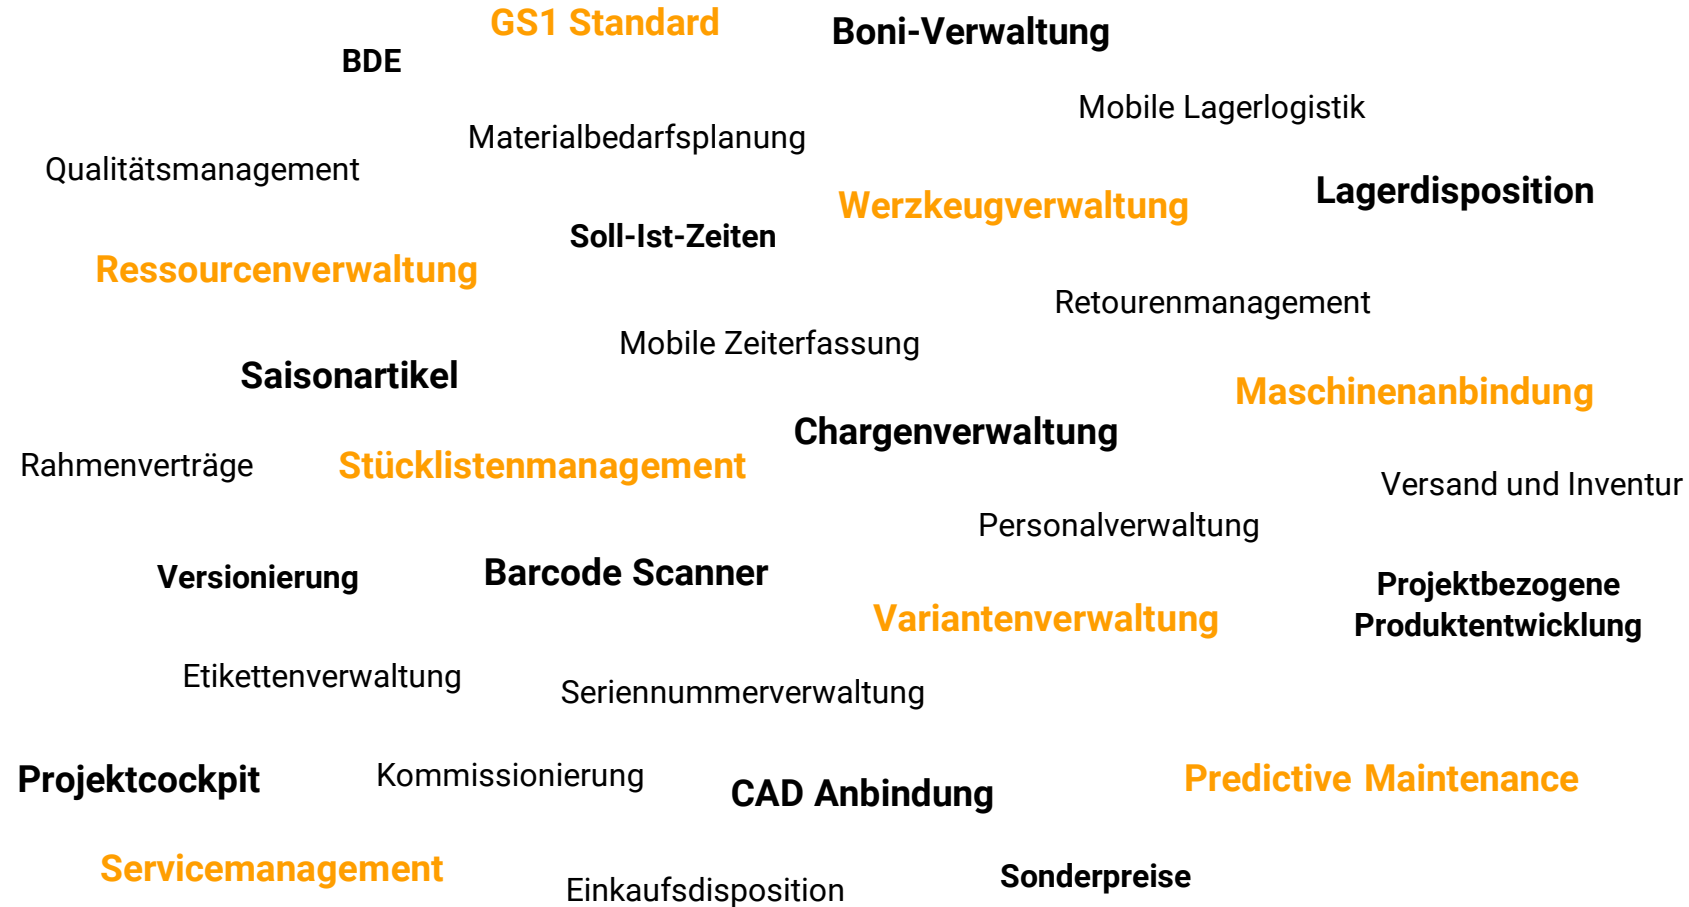 GS1 Standard
Boni-Verwaltung
BDE
Mobile Lagerlogistik
Materialbedarfsplanung
Qualitätsmanagement
Lagerdisposition
Werzkeugverwaltung
Soll-Ist-Zeiten
Ressourcenverwaltung
Retourenmanagement
Mobile Zeiterfassung
Saisonartikel
Maschinenanbindung
Chargenverwaltung
Rahmenverträge
Stücklistenmanagement
Versand und Inventur
Personalverwaltung
Versionierung
Barcode Scanner
Projektbezogene
Produktentwicklung
Variantenverwaltung
Etikettenverwaltung
Seriennummerverwaltung
Projektcockpit
Kommissionierung
CAD Anbindung
Predictive Maintenance
Servicemanagement
Einkaufsdisposition
Sonderpreise